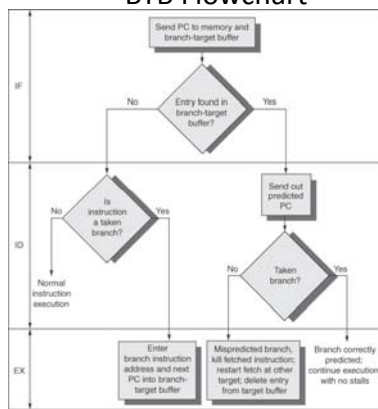 BTB Flowchart
IF
Send PC to memory and
branch-target buffer
No
Entry found in
branch-target
buffer?
Yes
ID
No
Is
instruction
a taken
branch?
Yes
Send out
predicted
PC
No
Taken
branch?
Yes
Normal
instruction
execution
EX
Enter
branch instruction
address and next
PC into branch-
target buffer
Mispredicted branch,
kill fetched instruction;
restart fetch at other
target; delete entry
from target buffer
Branch correctly
predicted;
continue execution
with no stalls